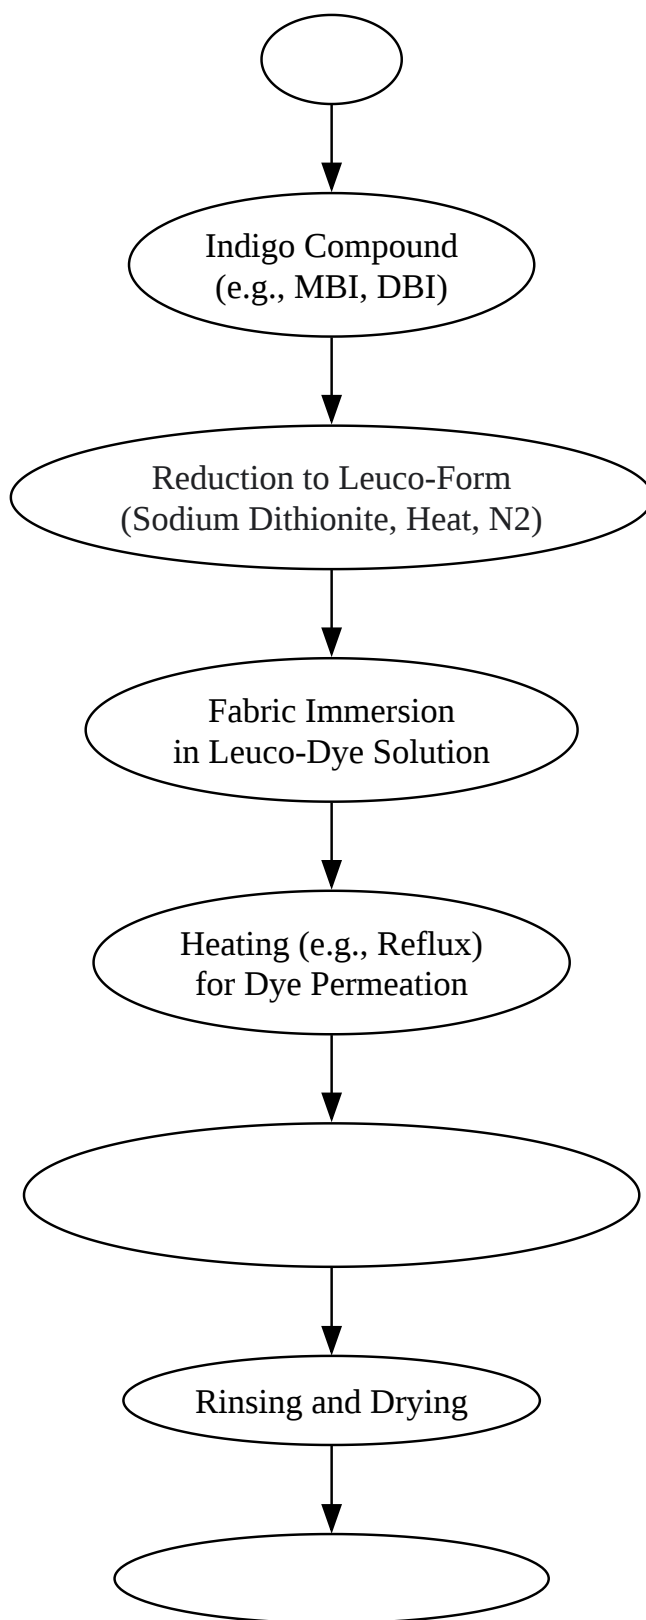 Indigo Compound
(e.g., MBI, DBI)
Reduction to Leuco-Form
(Sodium Dithionite, Heat, N2)
Fabric Immersion
in Leuco-Dye Solution
Heating (e.g., Reflux)
for Dye Permeation
Rinsing and Drying